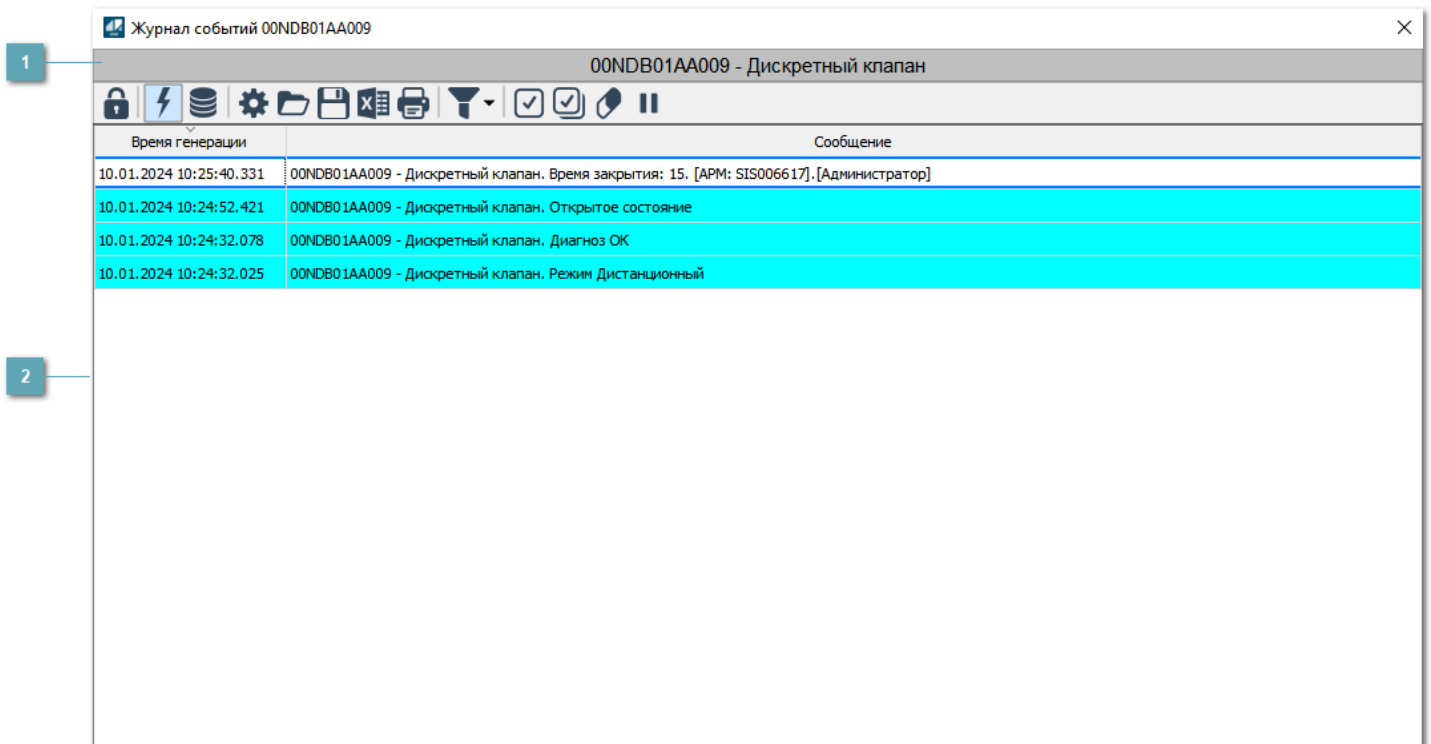 Журнал событий 00NDB01AA009
1
00NDB01AA009 - Дискретный клапан
Время генерации Сообщение
10.01.2024 10:25:40.331 00NDB01AA009 - Дискретный клапан. Время закрытия: 15. [АРМ: SIS006617].[Администратор]
10.01.2024 10:24:52.421 00NDB01AA009 - Дискретный клапан. Открытое состояние
10.01.2024 10:24:32.078 00NDB01AA009 - Дискретный клапан. Диагноз ОК
10.01.2024 10:24:32.025 00NDB01AA009 - Дискретный клапан. Режим Дистанционный
2